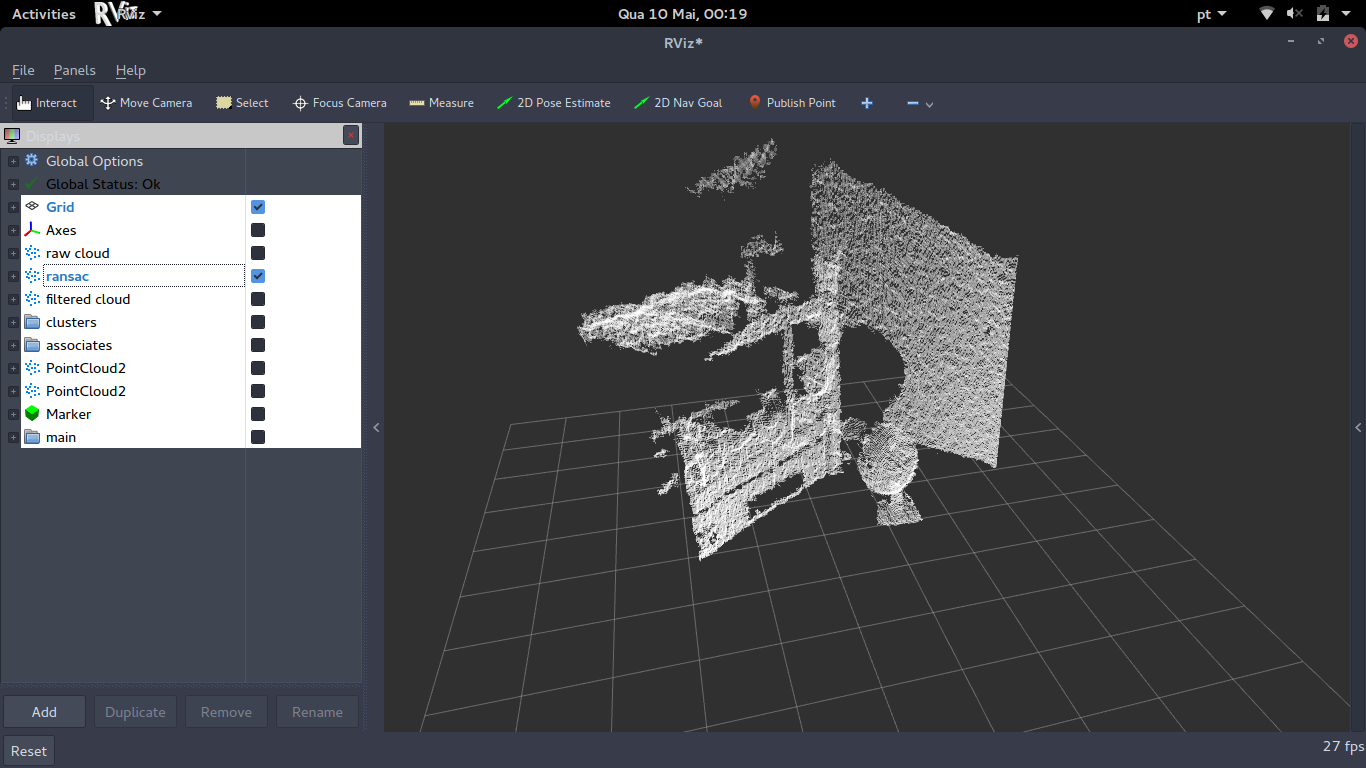 Activities RViz Qua 10 Mai, 00:19 pt
RViz*
File Panels Help
Interact Move Camera Select Focus Camera Measure 2D Pose Estimate 2D Nav Goal Publish Point
Displays
Global Options
Global Status: Ok
Grid
Axes
raw cloud
ransac
filtered cloud
clusters
associates
PointCloud2
PointCloud2
Marker
main
Add Duplicate Remove Rename
Reset 27 fps